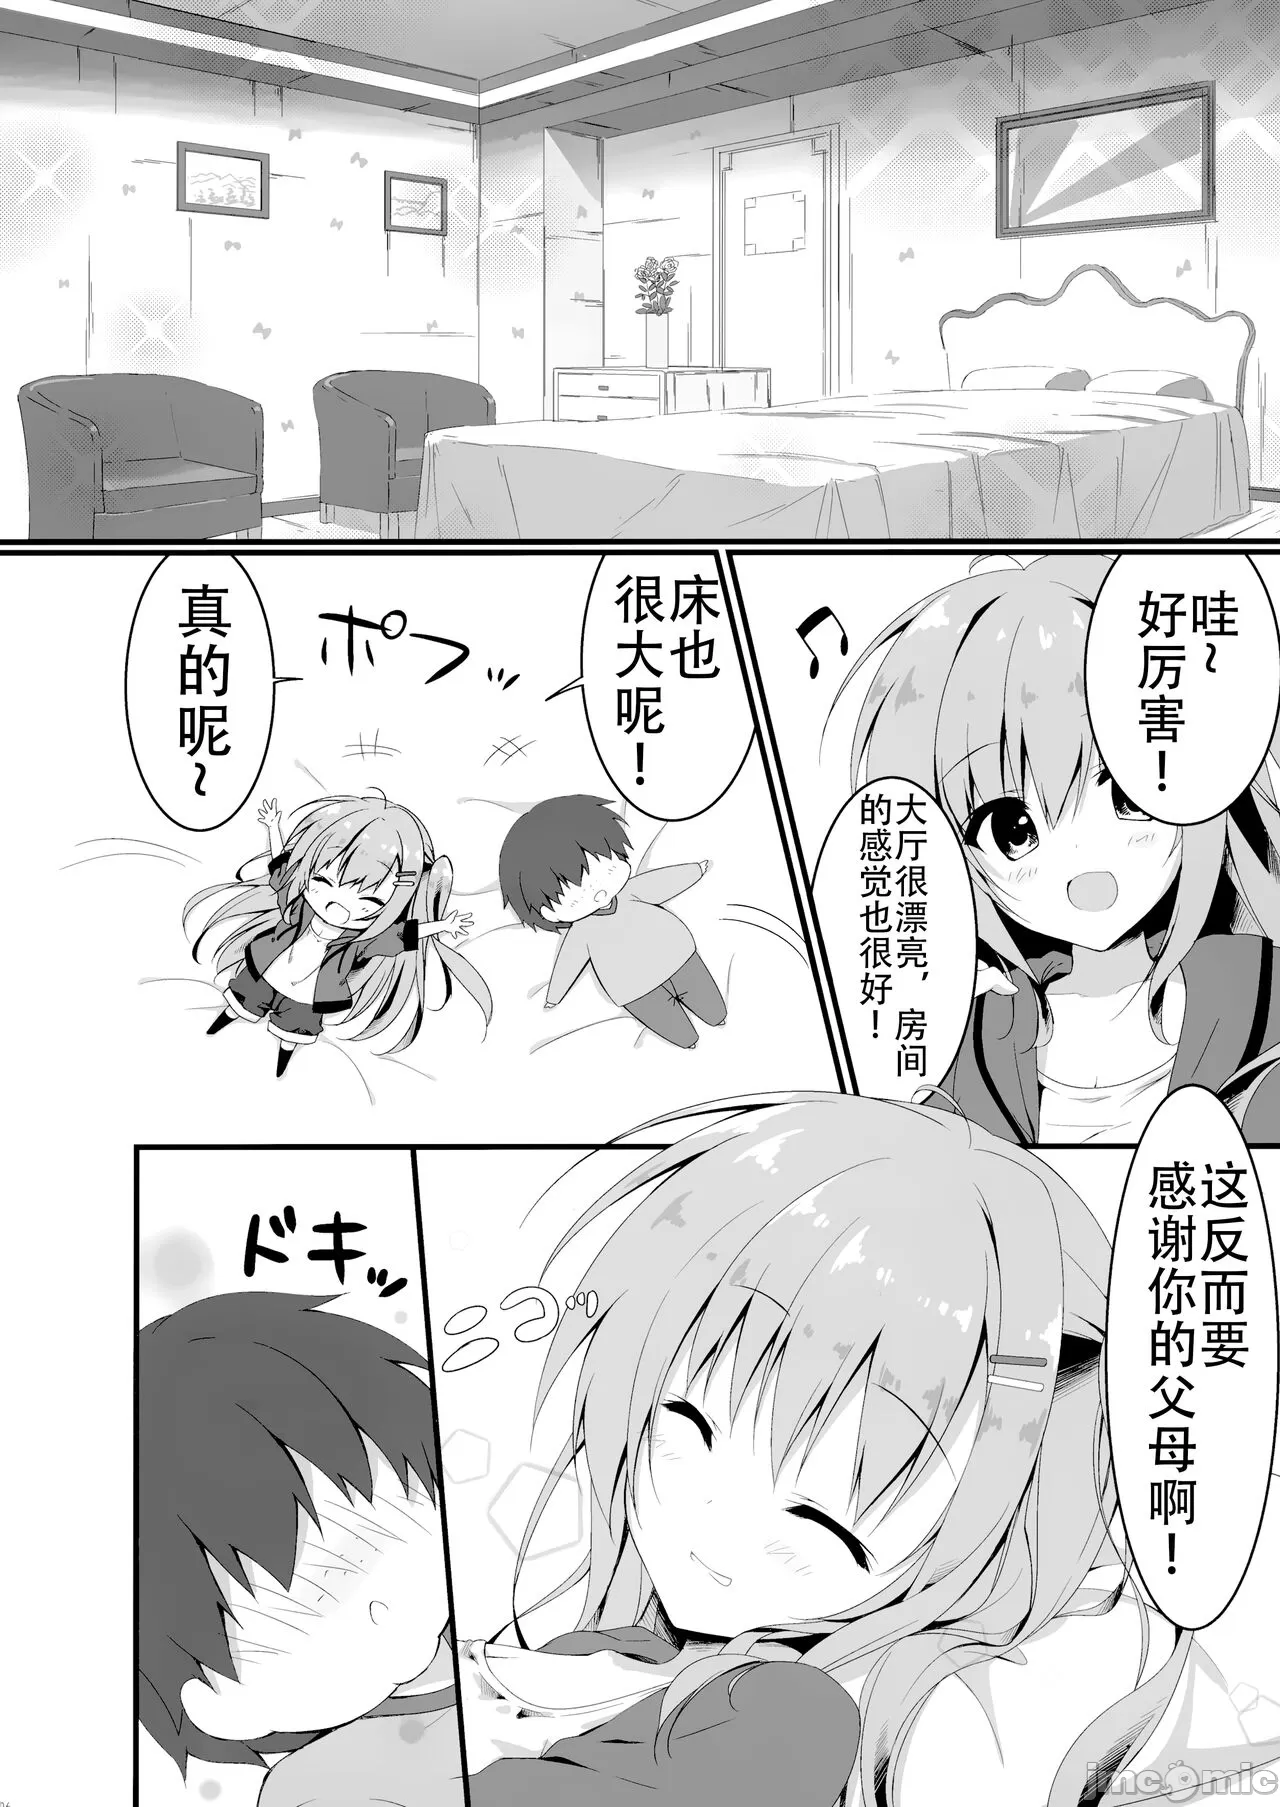 哇~
好厉害！
大厅很漂亮，房间
的感觉也很好！
床也
很大呢！
ポフッ
真的呢~
这反而要
感谢你的父母啊！
ニコッ
ドキッ
jmcomic